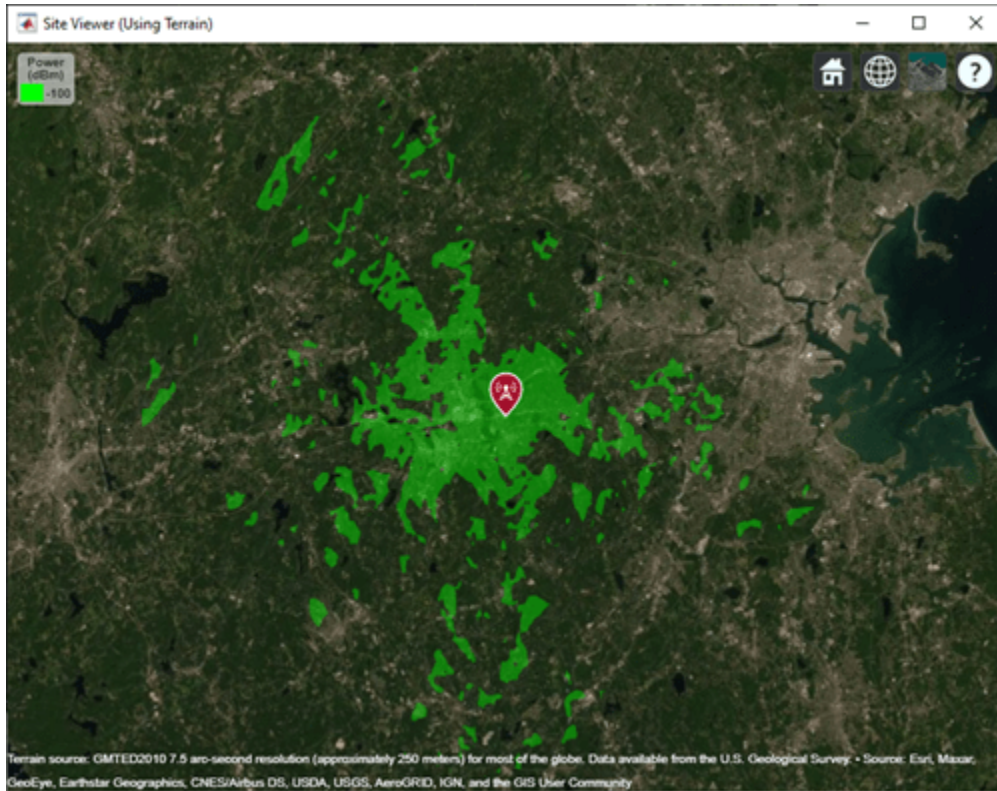 Site Viewer (Using Terrain)
Power
(dBm)
-100
?
Terrain source: GMTED2010 7.5 arc-second resolution (approximately 250 meters) for most of the globe. Data available from the U.S. Geological Survey. • Source: Esri, Maxar,
GeoEye, Earthstar Geographics, CNES/Airbus DS, USDA, USGS, AeroGRID, IGN, and the GIS User Community